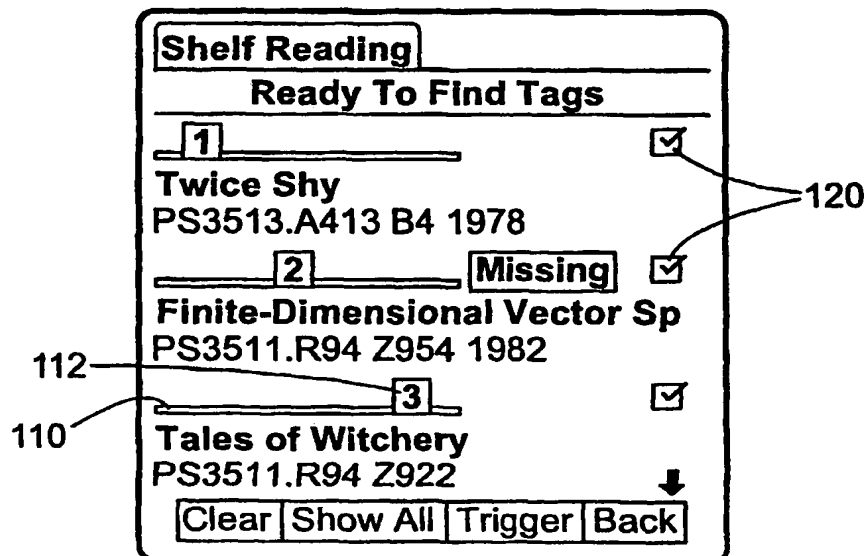 Shelf Reading
Ready To Find Tags
1
Twice Shy
PS3513.A413 B4 1978
120
2 Missing
Finite-Dimensional Vector Sp
PS3511.R94 Z954 1982
112
3
110
Tales of Witchery
PS3511.R94 Z922
Clear Show All Trigger Back